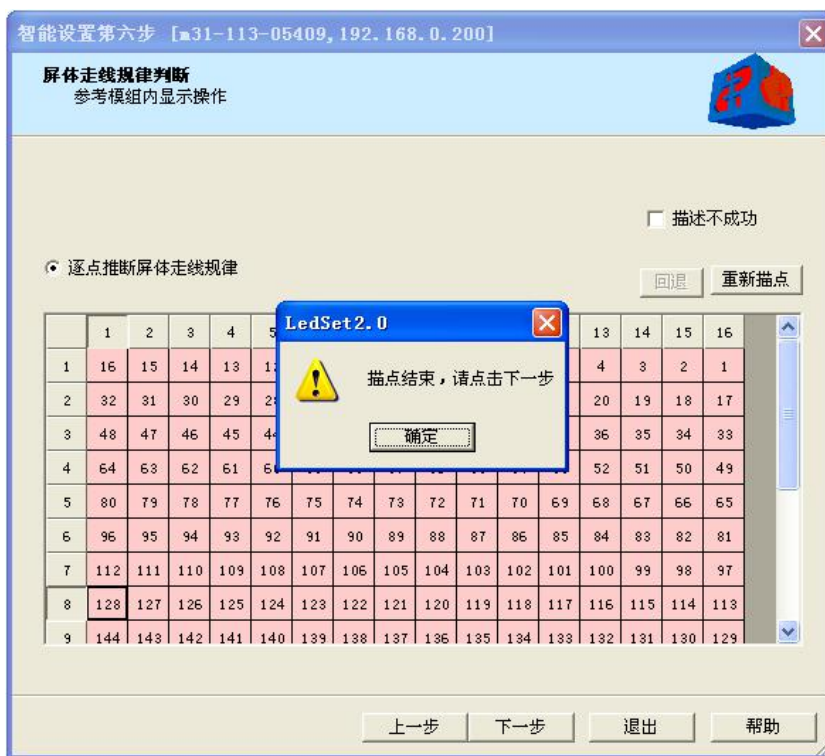 智能设置第六步 [m31-113-05409,192.168.0.200]
屏体走线规律判断
参考模组内显示操作
描述不成功
逐点推断屏体走线规律
回退 重新描点
LedSet2.0
描点结束，请点击下一步
确定
1 2 3 4 5 13 14 15 16
1 16 15 14 13 4 3 2 1
2 32 31 30 29 20 19 18 17
3 48 47 46 45 36 35 34 33
4 64 63 62 61 52 51 50 49
5 80 79 78 77 76 75 74 73 72 71 70 69 68 67 66 65
6 96 95 94 93 92 91 90 89 88 87 86 85 84 83 82 81
7 112 111 110 109 108 107 106 105 104 103 102 101 100 99 98 97
8 128 127 126 125 124 123 122 121 120 119 118 117 116 115 114 113
9 144 143 142 141 140 139 138 137 136 135 134 133 132 131 130 129
上一步 下一步 退出 帮助